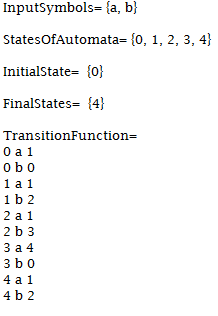 InputSymbols= {a, b}
StatesOfAutomata= {0, 1, 2, 3, 4}
InitialState= {0}
FinalStates= {4}
TransitionFunction=
0 a 1
0 b 0
1 a 1
1 b 2
2 a 1
2 b 3
3 a 4
3 b 0
4 a 1
4 b 2